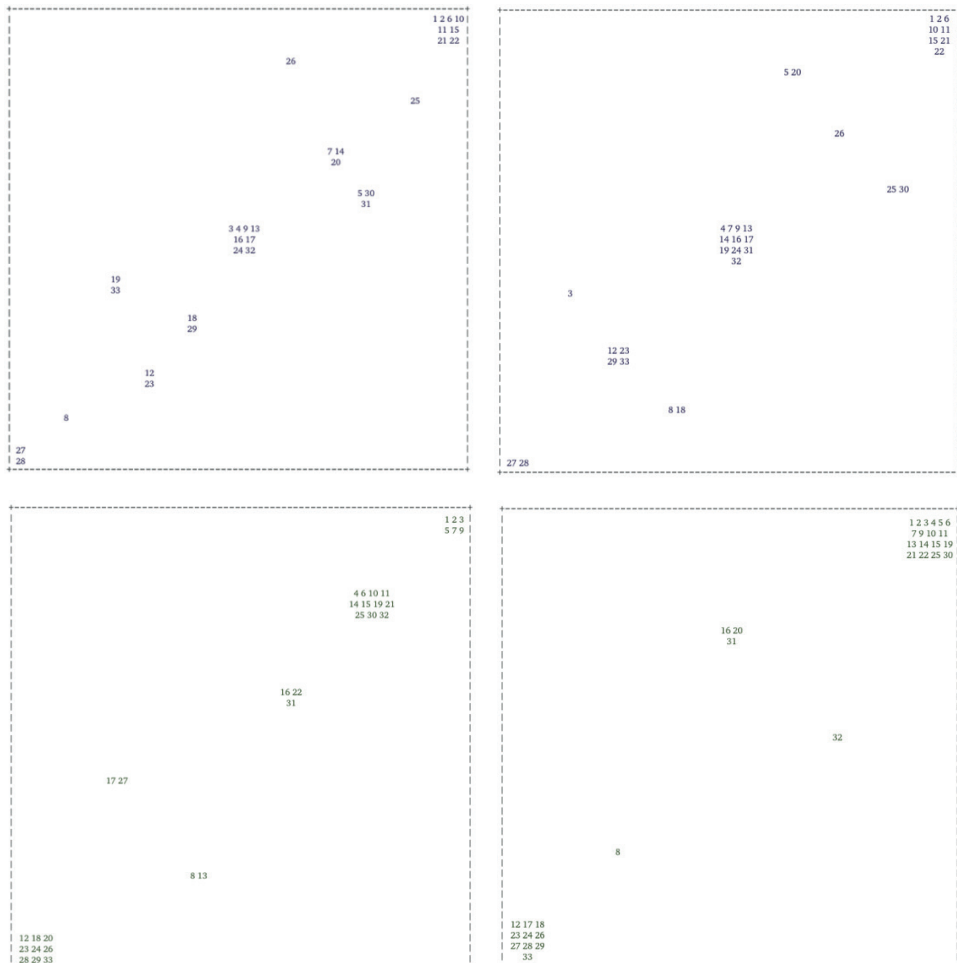 1 2 6 10
11 15
21 22
26
25
7 14
20
5 30
31
3 4 9 13
16 17
24 32
19
33
18
29
12
23
8
27
28
1 2 6
10 11
15 21
22
5 20
26
25 30
4 7 9 13
14 16 17
19 24 31
32
3
12 23
29 33
8 18
27 28
1 2 3
5 7 9
4 6 10 11
14 15 19 21
25 30 32
16 22
31
17 27
8 13
12 18 20
23 24 26
28 29 33
1 2 3 4 5 6
7 9 10 11
13 14 15 19
21 22 25 30
16 20
31
32
8
12 17 18
23 24 26
27 28 29
33